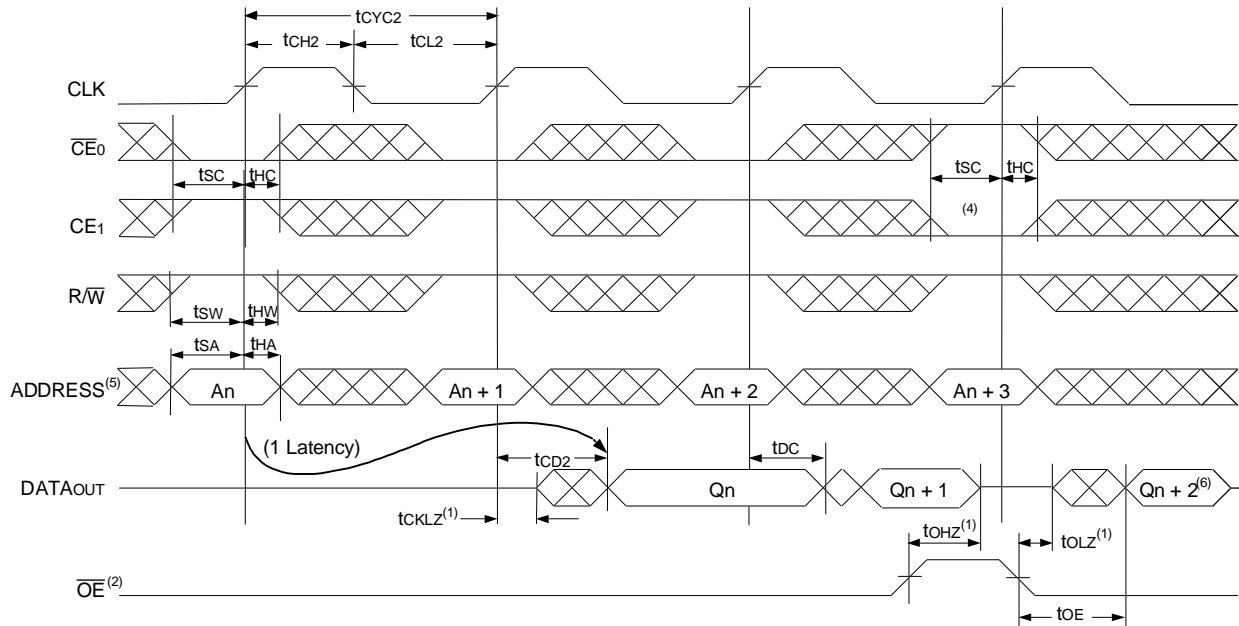 tCYC2
tCH2 tCL2
CLK
CE0
tSC tHC tSC tHC
CE1 (4)
R/W
tSW tHW
tSA tHA
ADDRESS(5) An An + 1 An + 2 An + 3
(1 Latency) tCD2 tDC
DATAOUT Qn Qn + 1 Qn + 2(6)
tCKLZ(1) tOHZ(1) tOLZ(1)
OE(2)
tOE